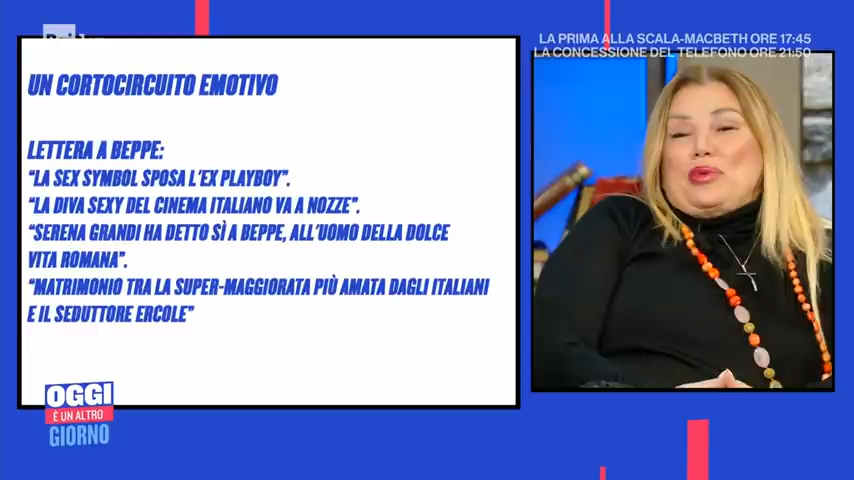 LA PRIMA ALLA SCALA-MACBETH ORE 17:45
LA CONCESSIONE DEL TELEFONO ORE 21:50
UN CORTOCIRCUITO EMOTIVO
LETTERA A BEPPE:
“LA SEX SYMBOL SPOSA L'EX PLAYBOY”.
“LA DIVA SEXY DEL CINEMA ITALIANO VA A NOZZE”.
“SERENA GRANDI HA DETTO SÌ A BEPPE, ALL'UOMO DELLA DOLCE
VITA ROMANA”.
“MATRIMONIO TRA LA SUPER-MAGGIORATA PIÙ AMATA DAGLI ITALIANI
E IL SEDUTTORE ERCOLE”
OGGI
È UN ALTRO
GIORNO